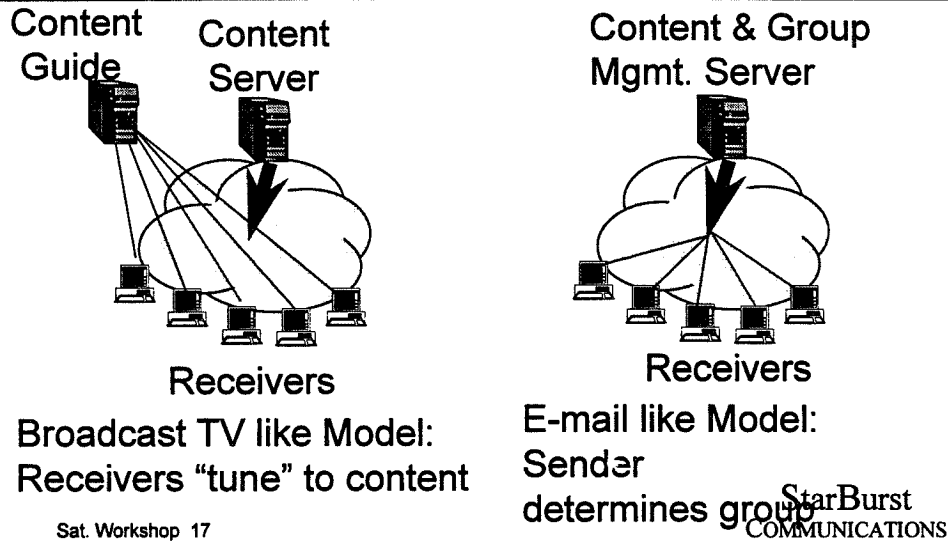 Content
Guide
Content
Server
Receivers
Broadcast TV like Model:
Receivers “tune” to content
Content & Group
Mgmt. Server
Receivers
E-mail like Model:
Sender
determines group
Sat. Workshop 17
StarBurst
COMMUNICATIONS